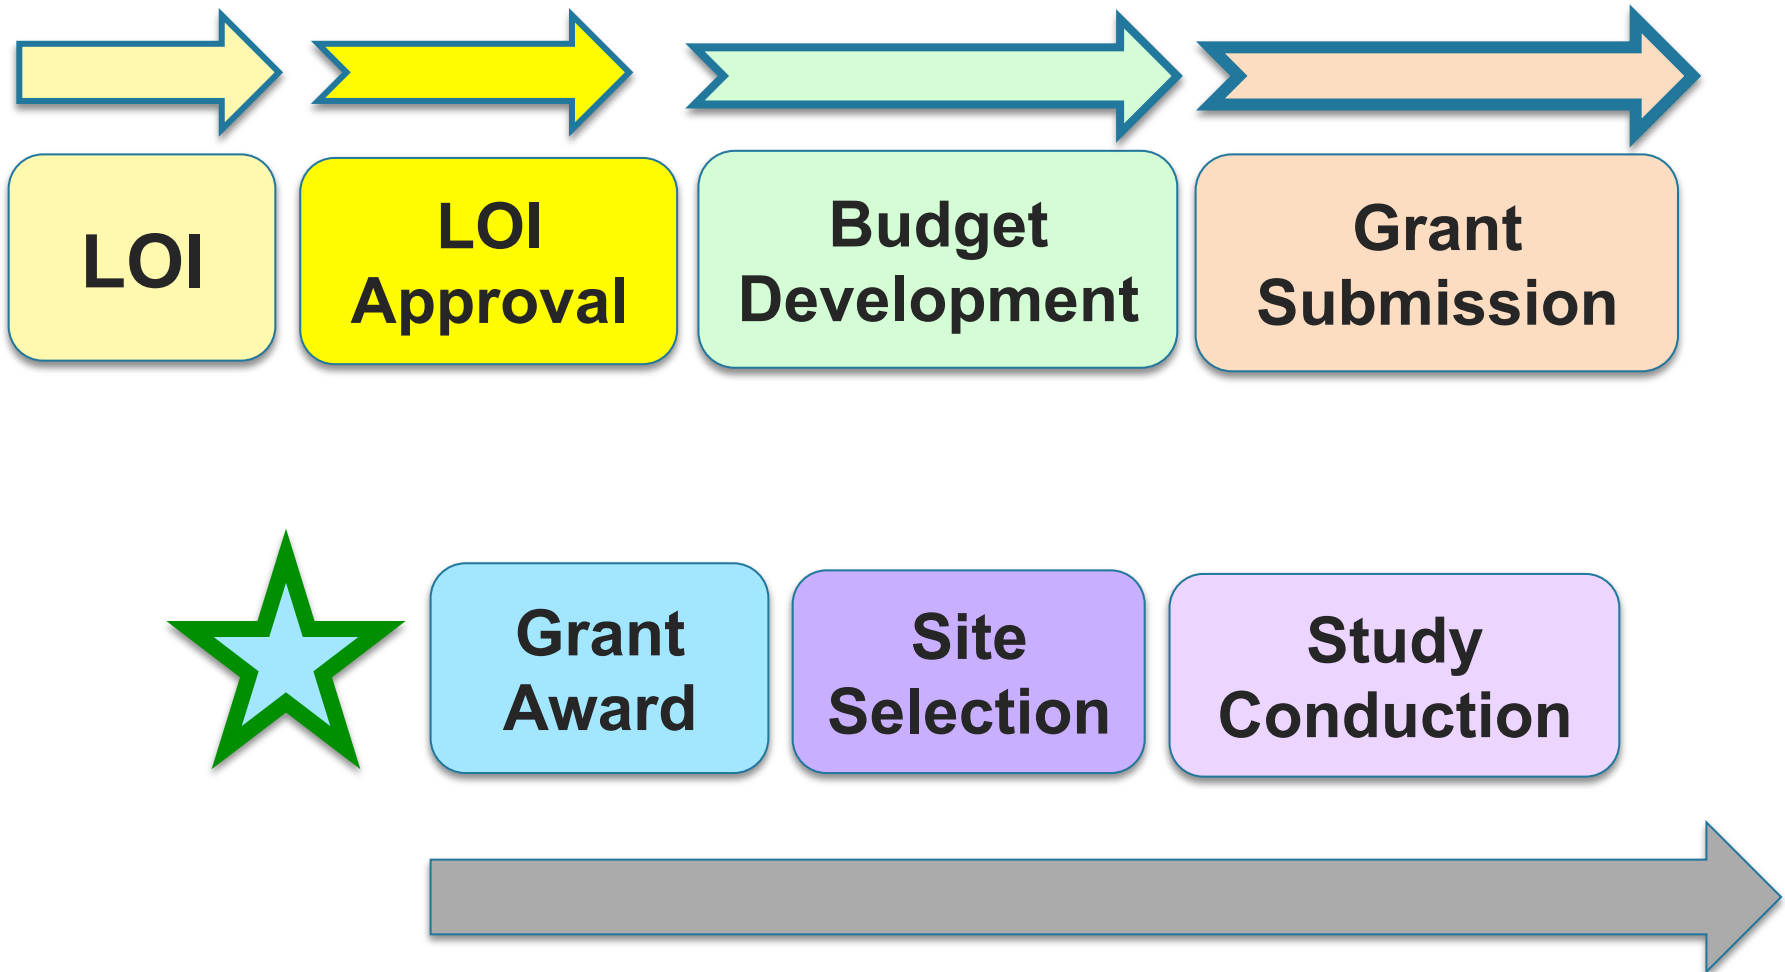 LOI
LOI
Approval
Budget
Development
Grant
Submission
Grant
Award
Site
Selection
Study
Conduction